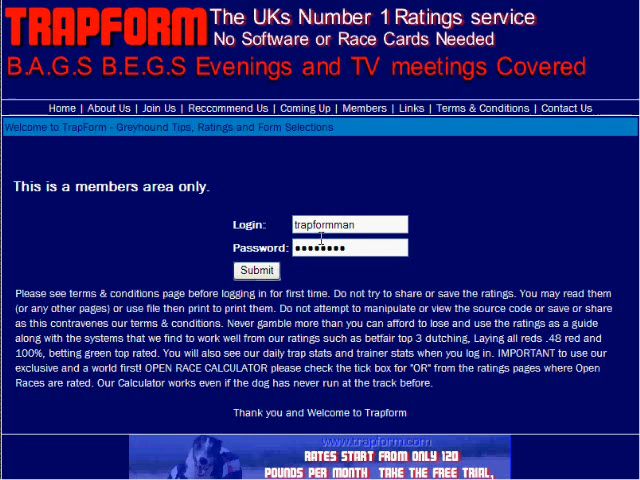 TRAPFORM
The UKs Number 1 Ratings service
No Software or Race Cards Needed
B.A.G.S B.E.G.S Evenings and TV meetings Covered
Home | About Us | Join Us | Reccommend Us | Coming Up | Members | Links | Terms & Conditions | Contact Us
Welcome to TrapForm - Greyhound Tips, Ratings and Form Selections
This is a members area only.
Login: trapformman
Password: ●●●●●●●●
Submit
Please see terms & conditions page before logging in for first time. Do not try to share or save the ratings. You may read them
(or any other pages) or use file then print to print them. Do not attempt to manipulate or view the source code or save or share
as this contravenes our terms & conditions. Never gamble more than you can afford to lose and use the ratings as a guide
along with the systems that we find to work well from our ratings such as betfair top 3 dutching, Laying all reds .48 red and
100%, betting green top rated. You will also see our daily trap stats and trainer stats when you log in. IMPORTANT to use our
exclusive and a world first! OPEN RACE CALCULATOR please check the tick box for "OR" from the ratings pages where Open
Races are rated. Our Calculator works even if the dog has never run at the track before.
Thank you and Welcome to Trapform
www.trapform.com
RATES START FROM ONLY 120
POUNDS PER MONTH TAKE THE FREE TRIAL,